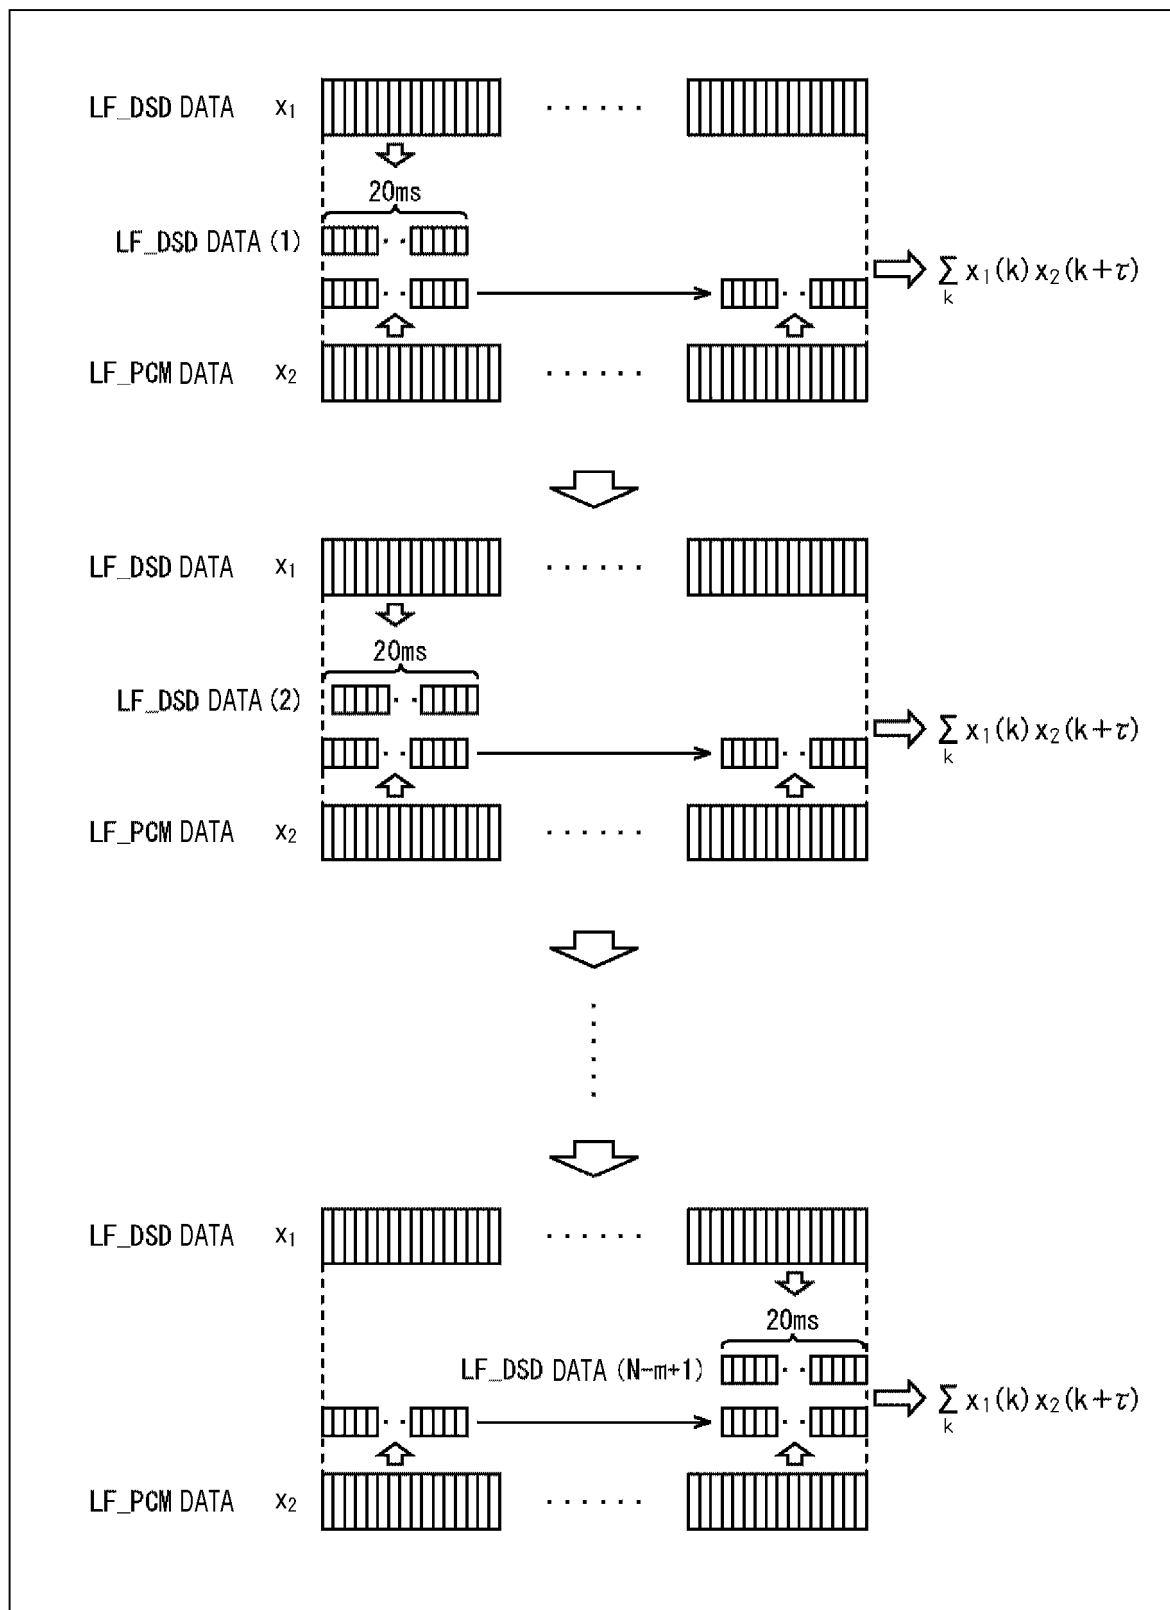 LF_DSD DATA x₁ ······
20ms
LF_DSD DATA (1) ··
·· ·· Σ x₁(k) x₂(k+τ)
k
LF_PCM DATA x₂ ······
LF_DSD DATA x₁ ······
20ms
LF_DSD DATA (2) ··
·· ·· Σ x₁(k) x₂(k+τ)
k
LF_PCM DATA x₂ ······
LF_DSD DATA x₁ ······
20ms
LF_DSD DATA (N-m+1) ··
·· ·· Σ x₁(k) x₂(k+τ)
k
LF_PCM DATA x₂ ······